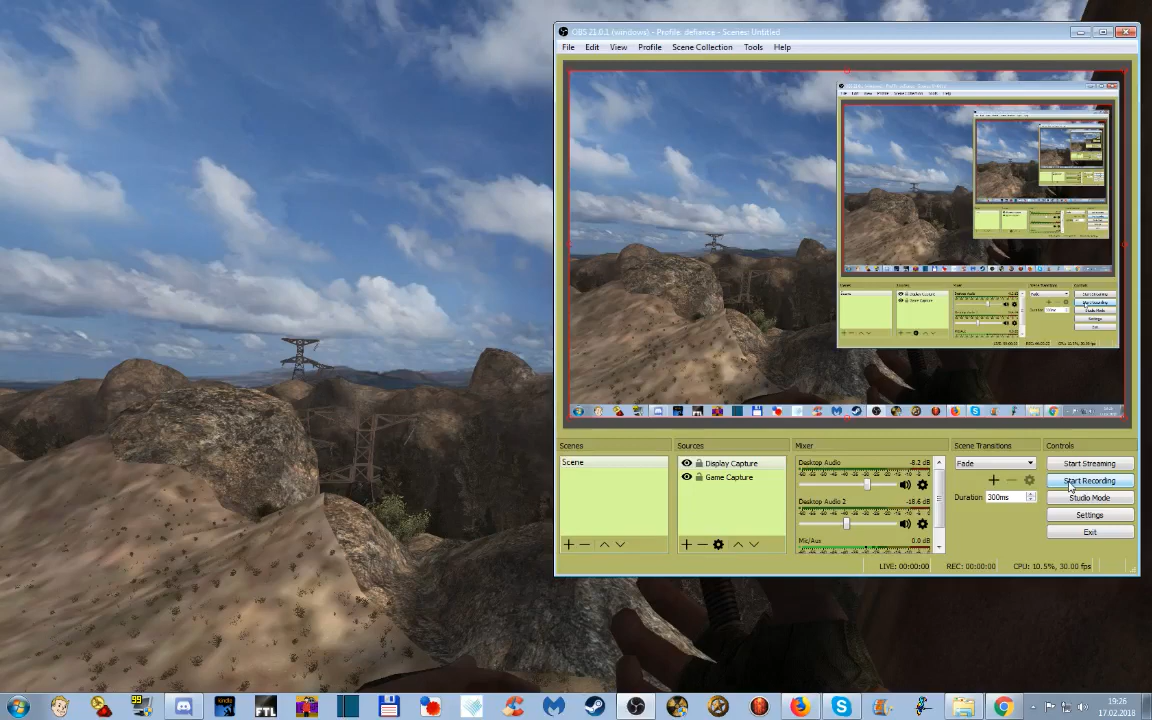 OBS 21.0.1 (windows) - Profile: defiance - Scenes: Untitled
File Edit View Profile Scene Collection Tools Help
Scenes Sources Mixer Scene Transitions Controls
Scene
Display Capture
Game Capture
Desktop Audio -8.2 dB
Desktop Audio 2 -18.6 dB
Mic/Aux 0.0 dB
Fade
Duration 300ms
Start Streaming
Start Recording
Studio Mode
Settings
Exit
LIVE: 00:00:00 REC: 00:00:00 CPU: 10.5%, 30.00 fps
99
FTL
19:26
17.02.2018